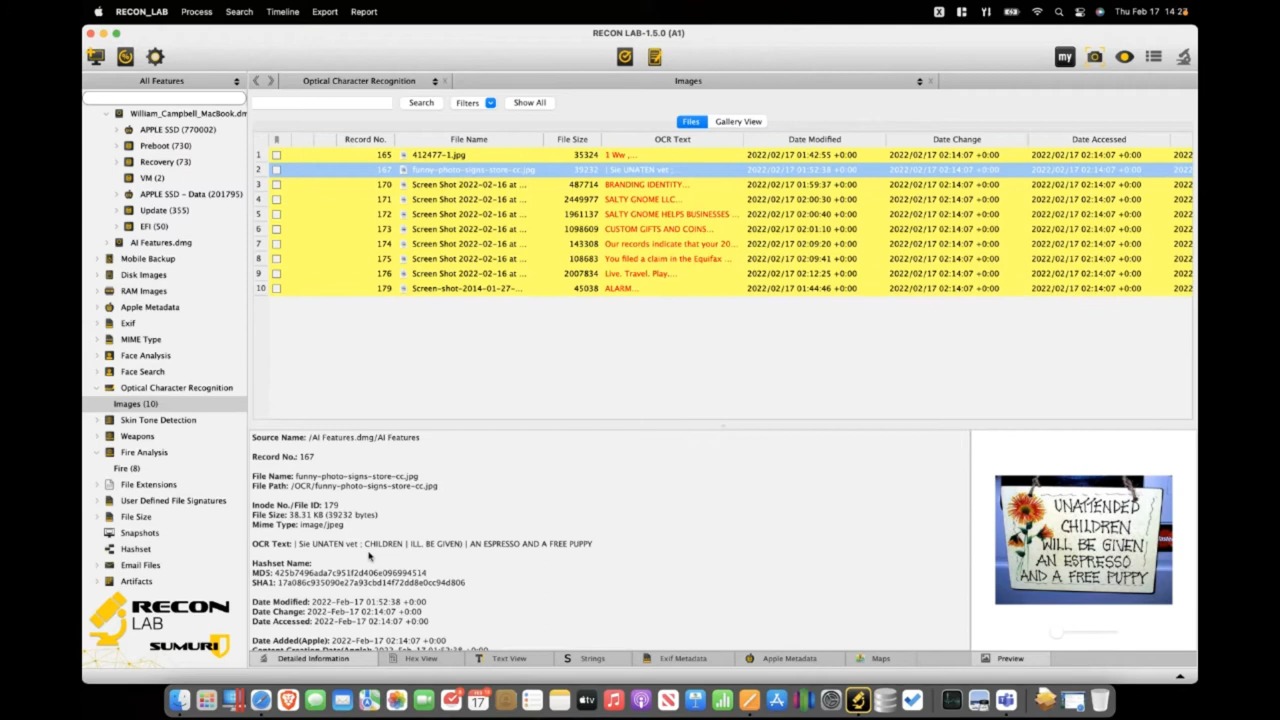 RECON_LAB Process Search Timeline Export Report Thu Feb 17 14:27
RECON LAB-1.5.0 (A1)
my
All Features Optical Character Recognition Images
Search Filters Show All
Files Gallery View
Record No. File Name File Size OCR Text Date Modified Date Change Date Accessed
1 165 412477-1.jpg 35324 1 Ww ,... 2022/02/17 01:42:55 +0:00 2022/02/17 02:14:07 +0:00 2022/02/17 02:14:07 +0:00 2022
2 167 funny-photo-signs-store-cc.jpg 39232 | Sie UNATEN vet ;... 2022/02/17 01:52:38 +0:00 2022/02/17 02:14:07 +0:00 2022/02/17 02:14:07 +0:00 2022
3 170 Screen Shot 2022-02-16 at ... 487714 BRANDING IDENTITY... 2022/02/17 01:59:37 +0:00 2022/02/17 02:14:07 +0:00 2022/02/17 02:14:07 +0:00 2022
4 171 Screen Shot 2022-02-16 at ... 2449977 SALTY GNOME LLC... 2022/02/17 02:00:30 +0:00 2022/02/17 02:14:07 +0:00 2022/02/17 02:14:07 +0:00 2022
5 172 Screen Shot 2022-02-16 at ... 1961137 SALTY GNOME HELPS BUSINESSES ... 2022/02/17 02:00:40 +0:00 2022/02/17 02:14:07 +0:00 2022/02/17 02:14:07 +0:00 2022
6 173 Screen Shot 2022-02-16 at ... 1098609 CUSTOM GIFTS AND COINS... 2022/02/17 02:01:10 +0:00 2022/02/17 02:14:07 +0:00 2022/02/17 02:14:07 +0:00 2022
7 174 Screen Shot 2022-02-16 at ... 143308 Our records indicate that your 20... 2022/02/17 02:09:20 +0:00 2022/02/17 02:14:07 +0:00 2022/02/17 02:14:07 +0:00 2022
8 175 Screen Shot 2022-02-16 at ... 108683 You filed a claim in the Equifax ... 2022/02/17 02:09:41 +0:00 2022/02/17 02:14:07 +0:00 2022/02/17 02:14:07 +0:00 2022
9 176 Screen Shot 2022-02-16 at ... 2007834 Live. Travel. Play.... 2022/02/17 02:12:25 +0:00 2022/02/17 02:14:07 +0:00 2022/02/17 02:14:07 +0:00 2022
10 179 Screen-shot-2014-01-27-... 45038 ALARM... 2022/02/17 01:44:46 +0:00 2022/02/17 02:14:07 +0:00 2022/02/17 02:14:07 +0:00 2022
William_Campbell_MacBook.dm
APPLE SSD (770002)
Preboot (730)
Recovery (73)
VM (2)
APPLE SSD - Data (201795)
Update (355)
EFI (50)
AI Features.dmg
Mobile Backup
Disk Images
RAM Images
Apple Metadata
Exif
MIME Type
Face Analysis
Face Search
Optical Character Recognition
Images (10)
Skin Tone Detection
Weapons
Fire Analysis
Fire (8)
File Extensions
User Defined File Signatures
File Size
Snapshots
Hashset
Email Files
Artifacts
RECON
LAB
SUMURI
Source Name: /AI Features.dmg/AI Features
Record No.: 167
File Name: funny-photo-signs-store-cc.jpg
File Path: /OCR/funny-photo-signs-store-cc.jpg
Inode No./File ID: 179
File Size: 38.31 KB (39232 bytes)
Mime Type: image/jpeg
OCR Text: | Sie UNATEN vet ; CHILDREN | ILL. BE GIVEN) | AN ESPRESSO AND A FREE PUPPY
Hashset Name:
MD5: 425b7496ada7c951f2d406e096994514
SHA1: 17a086c935090e27a93cbd14f72dd8e0cc94d806
Date Modified: 2022-Feb-17 01:52:38 +0:00
Date Change: 2022-Feb-17 02:14:07 +0:00
Date Accessed: 2022-Feb-17 02:14:07 +0:00
Date Added(Apple): 2022-Feb-17 02:14:07 +0:00
UNATTENDED
CHILDREN
WILL BE GIVEN
AN ESPRESSO
AND A FREE PUPPY
Detailed Information Hex View Text View Strings Exif Metadata Apple Metadata Maps Preview